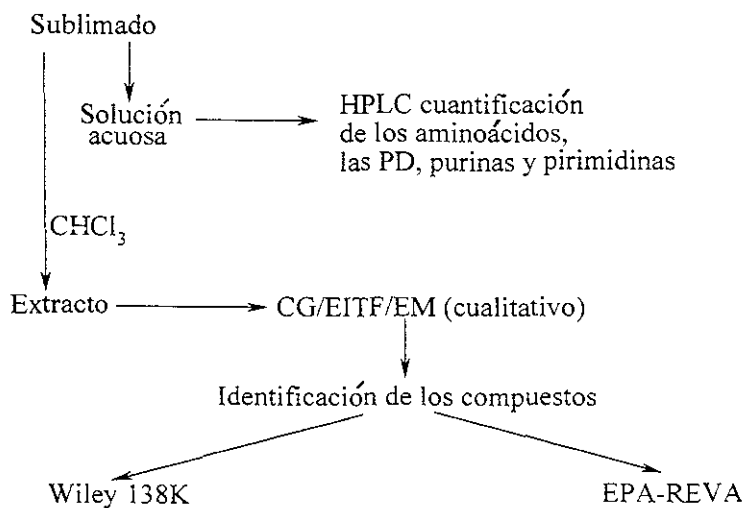 Sublimado
Solución
acuosa
HPLC cuantificación
de los aminoácidos,
las PD, purinas y pirimidinas
CHCl₃
Extracto
CG/EITF/EM (cualitativo)
Identificación de los compuestos
Wiley 138K
EPA-REVA